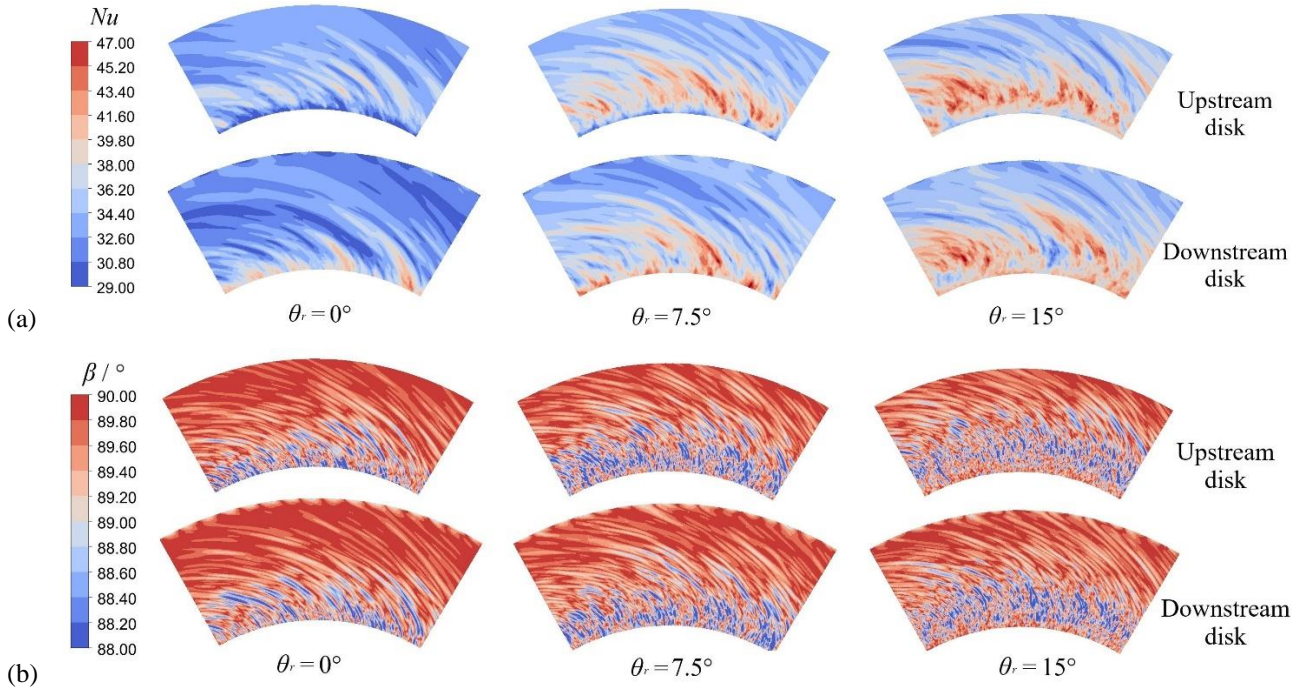 Nu
47.00
45.20
43.40
41.60
39.80
38.00
36.20
34.40
32.60
30.80
29.00
Upstream
disk
Downstream
disk
(a)
θr = 0°
θr = 7.5°
θr = 15°
β / °
90.00
89.80
89.60
89.40
89.20
89.00
88.80
88.60
88.40
88.20
88.00
Upstream
disk
Downstream
disk
(b)
θr = 0°
θr = 7.5°
θr = 15°